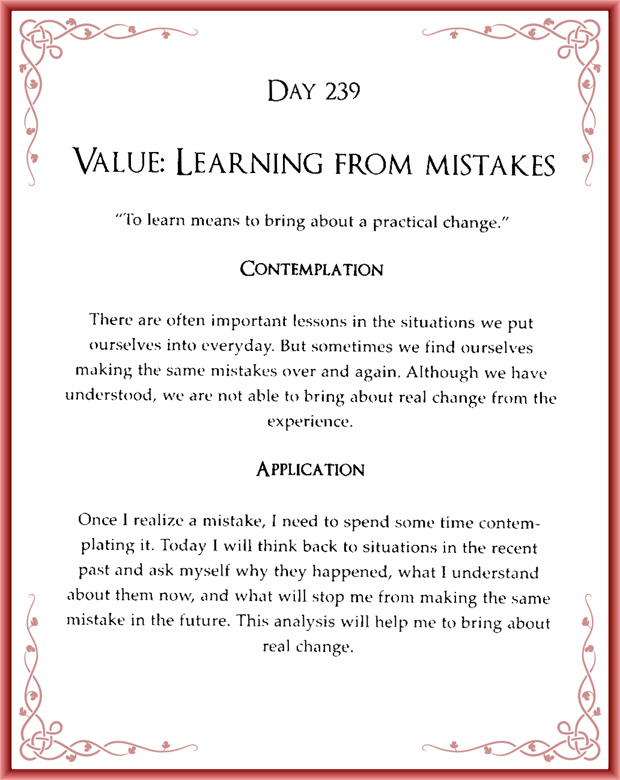 DAY 239
VALUE: LEARNING FROM MISTAKES
"To learn means to bring about a practical change."
CONTEMPLATION
There are often important lessons in the situations we put
ourselves into everyday. But sometimes we find ourselves
making the same mistakes over and again. Although we have
understood, we are not able to bring about real change from the
experience.
APPLICATION
Once I realize a mistake, I need to spend some time contem-
plating it. Today I will think back to situations in the recent
past and ask myself why they happened, what I understand
about them now, and what will stop me from making the same
mistake in the future. This analysis will help me to bring about
real change.